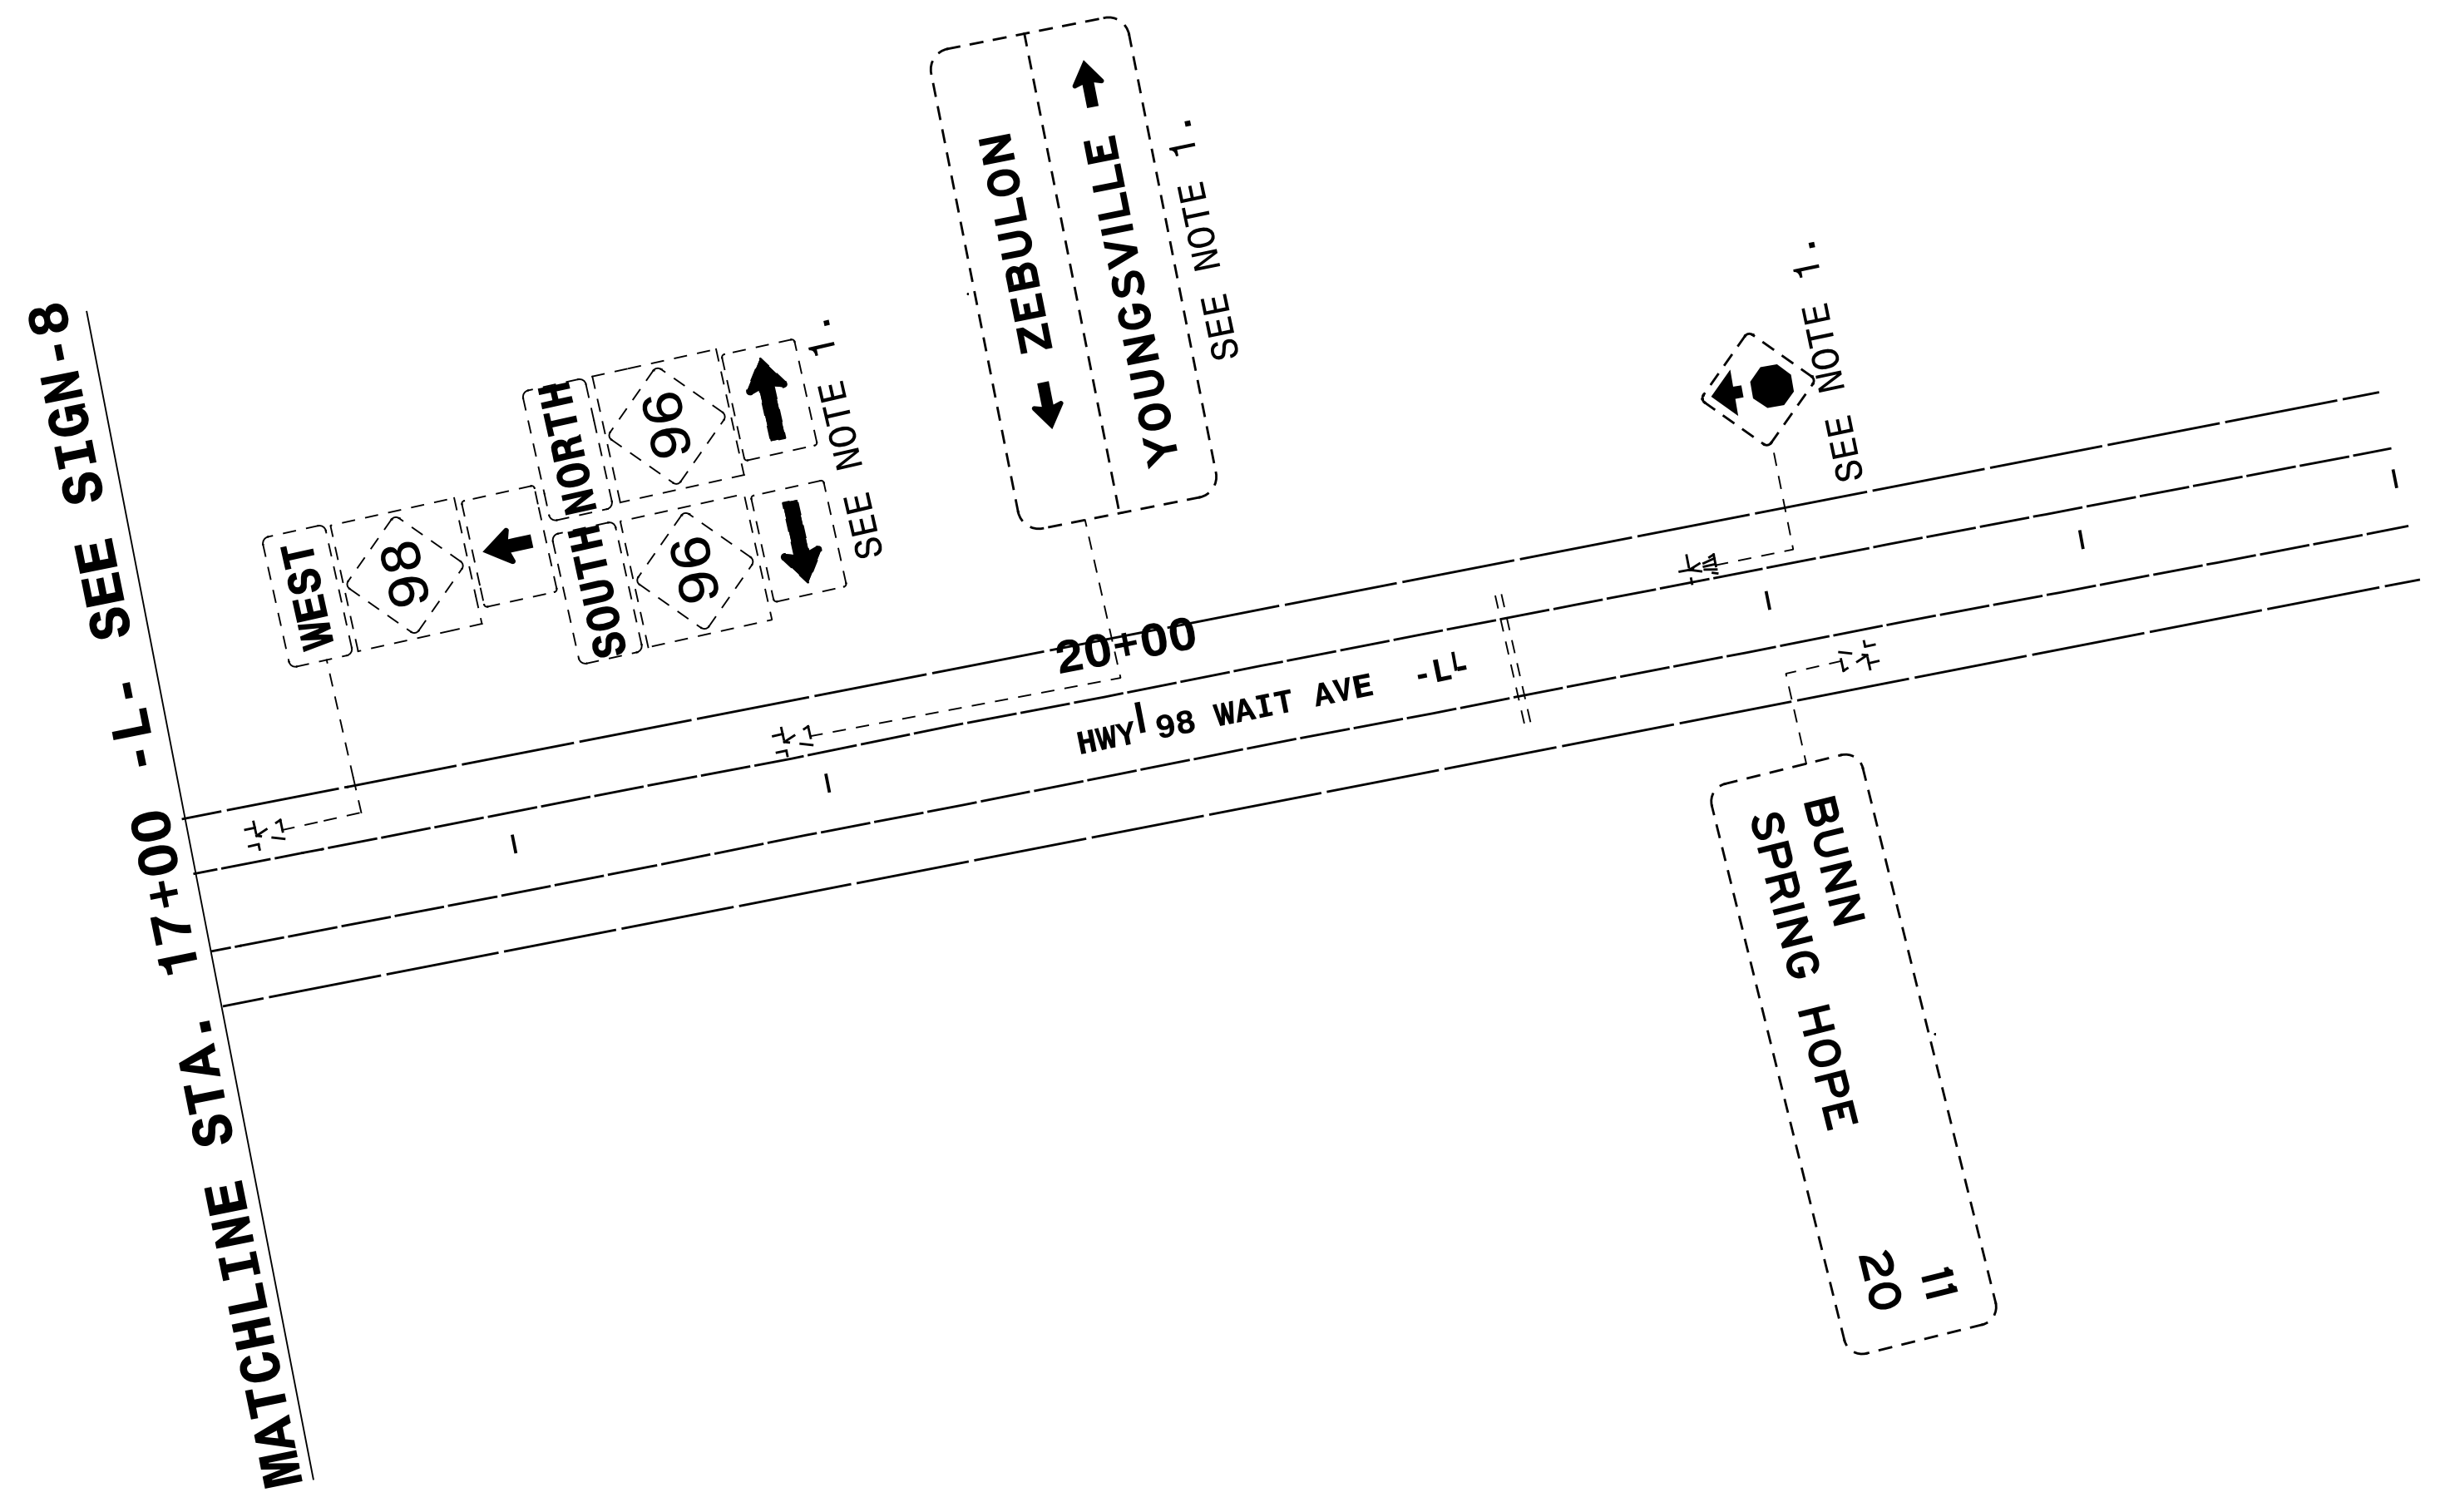 MATCHLINE STA. 17+00 -L- SEE SIGN-8
WEST
98
NORTH
96
SOUTH
96
SEE NOTE 1.
ZEBULON
YOUNGSVILLE
SEE NOTE 1.
SEE NOTE 1.
20+00
HWY 98 WAIT AVE -LL
BUNN 11
SPRING HOPE 20